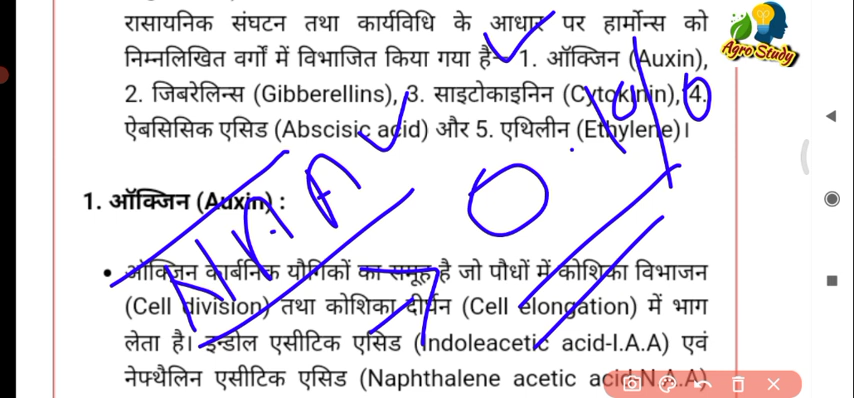 रासायनिक संघटन तथा कार्यविधि के आधार पर हार्मोन्स को
निम्नलिखित वर्गों में विभाजित किया गया है- 1. ऑक्जिन (Auxin),
2. जिबरेलिन्स (Gibberellins), 3. साइटोकाइनिन (Cytokinin), 4.
ऐबसिसिक एसिड (Abscisic acid) और 5. एथिलीन (Ethylene)।
Agro Study
1. ऑक्जिन (Auxin) :
• ऑक्जिन कार्बनिक यौगिकों का समूह है जो पौधों में कोशिका विभाजन
(Cell division) तथा कोशिका दीर्घन (Cell elongation) में भाग
लेता है। इन्डोल एसीटिक एसिड (Indoleacetic acid-I.A.A) एवं
नेफ्थैलिन एसीटिक एसिड (Naphthalene acetic acid N.A.A)